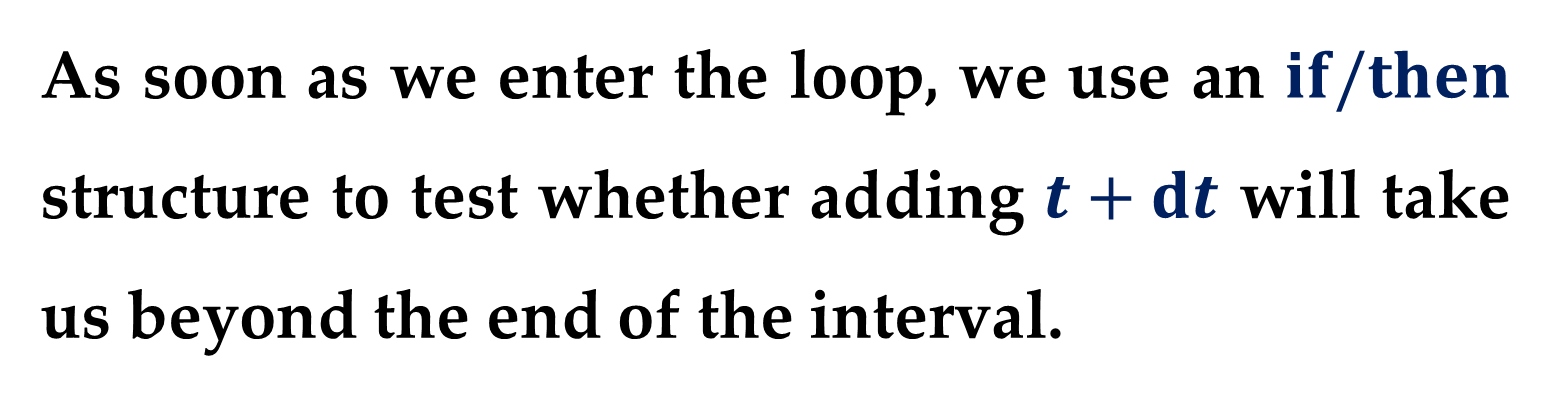 As soon as we enter the loop, we use an if/then
structure to test whether adding t + dt will take
us beyond the end of the interval.